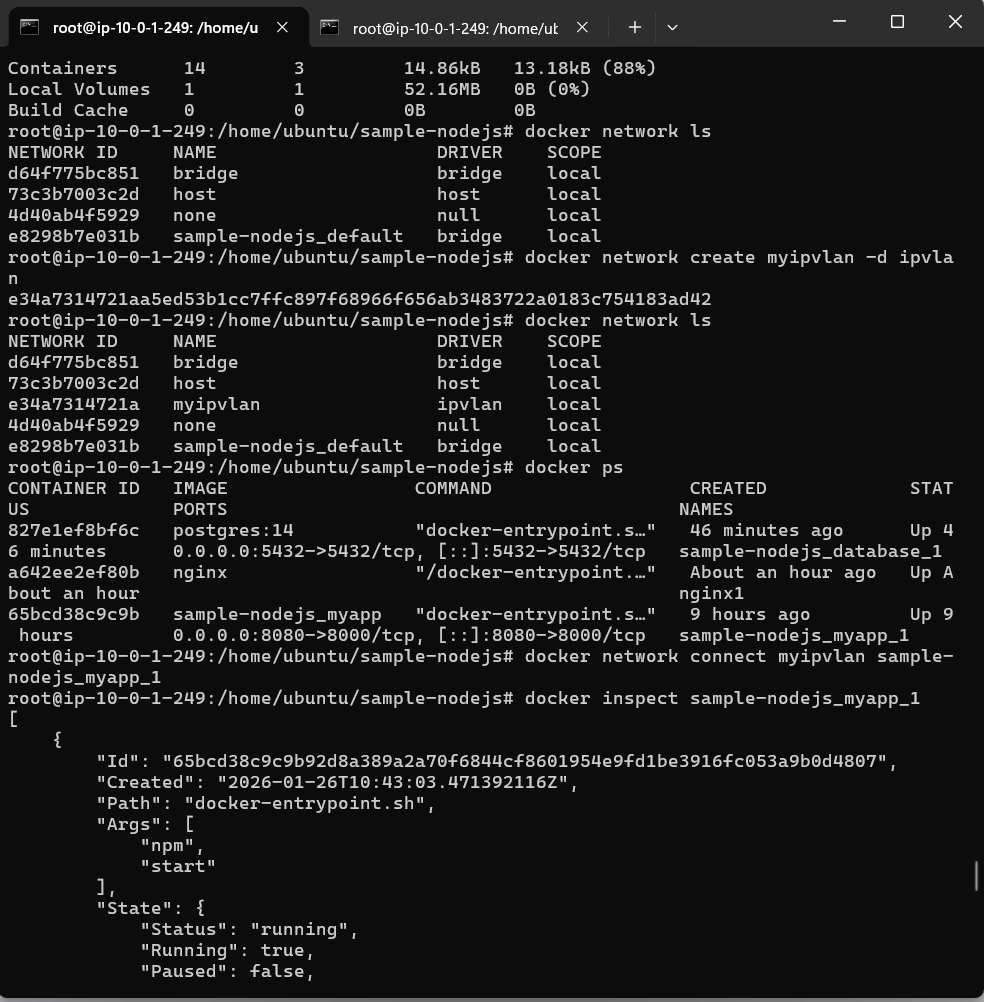 root@ip-10-0-1-249: /home/u
root@ip-10-0-1-249: /home/ub
Containers      14        3         14.86kB   13.18kB (88%)
Local Volumes   1         1         52.16MB   0B (0%)
Build Cache     0         0         0B        0B
root@ip-10-0-1-249:/home/ubuntu/sample-nodejs# docker network ls
NETWORK ID     NAME                    DRIVER    SCOPE
d64f775bc851   bridge                  bridge    local
73c3b7003c2d   host                    host      local
4d40ab4f5929   none                    null      local
e8298b7e031b   sample-nodejs_default   bridge    local
root@ip-10-0-1-249:/home/ubuntu/sample-nodejs# docker network create myipvlan -d ipvla
n
e34a7314721aa5ed53b1cc7ffc897f68966f656ab3483722a0183c754183ad42
root@ip-10-0-1-249:/home/ubuntu/sample-nodejs# docker network ls
NETWORK ID     NAME                    DRIVER    SCOPE
d64f775bc851   bridge                  bridge    local
73c3b7003c2d   host                    host      local
e34a7314721a   myipvlan                ipvlan    local
4d40ab4f5929   none                    null      local
e8298b7e031b   sample-nodejs_default   bridge    local
root@ip-10-0-1-249:/home/ubuntu/sample-nodejs# docker ps
CONTAINER ID   IMAGE                 COMMAND                  CREATED             STAT
US             PORTS                                         NAMES
827e1ef8bf6c   postgres:14           "docker-entrypoint.s…"   46 minutes ago      Up 4
6 minutes      0.0.0.0:5432->5432/tcp, [::]:5432->5432/tcp   sample-nodejs_database_1
a642ee2ef80b   nginx                 "/docker-entrypoint.…"   About an hour ago   Up A
bout an hour                                                 nginx1
65bcd38c9c9b   sample-nodejs_myapp   "docker-entrypoint.s…"   9 hours ago         Up 9
 hours         0.0.0.0:8080->8000/tcp, [::]:8080->8000/tcp   sample-nodejs_myapp_1
root@ip-10-0-1-249:/home/ubuntu/sample-nodejs# docker network connect myipvlan sample-
nodejs_myapp_1
root@ip-10-0-1-249:/home/ubuntu/sample-nodejs# docker inspect sample-nodejs_myapp_1
[
    {
        "Id": "65bcd38c9c9b92d8a389a2a70f6844cf8601954e9fd1be3916fc053a9b0d4807",
        "Created": "2026-01-26T10:43:03.471392116Z",
        "Path": "docker-entrypoint.sh",
        "Args": [
            "npm",
            "start"
        ],
        "State": {
            "Status": "running",
            "Running": true,
            "Paused": false,